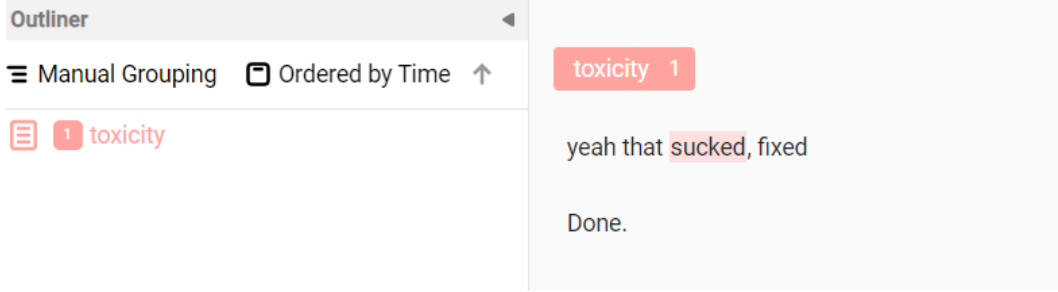 Outliner
Manual Grouping Ordered by Time
1 toxicity
toxicity 1
yeah that sucked, fixed
Done.